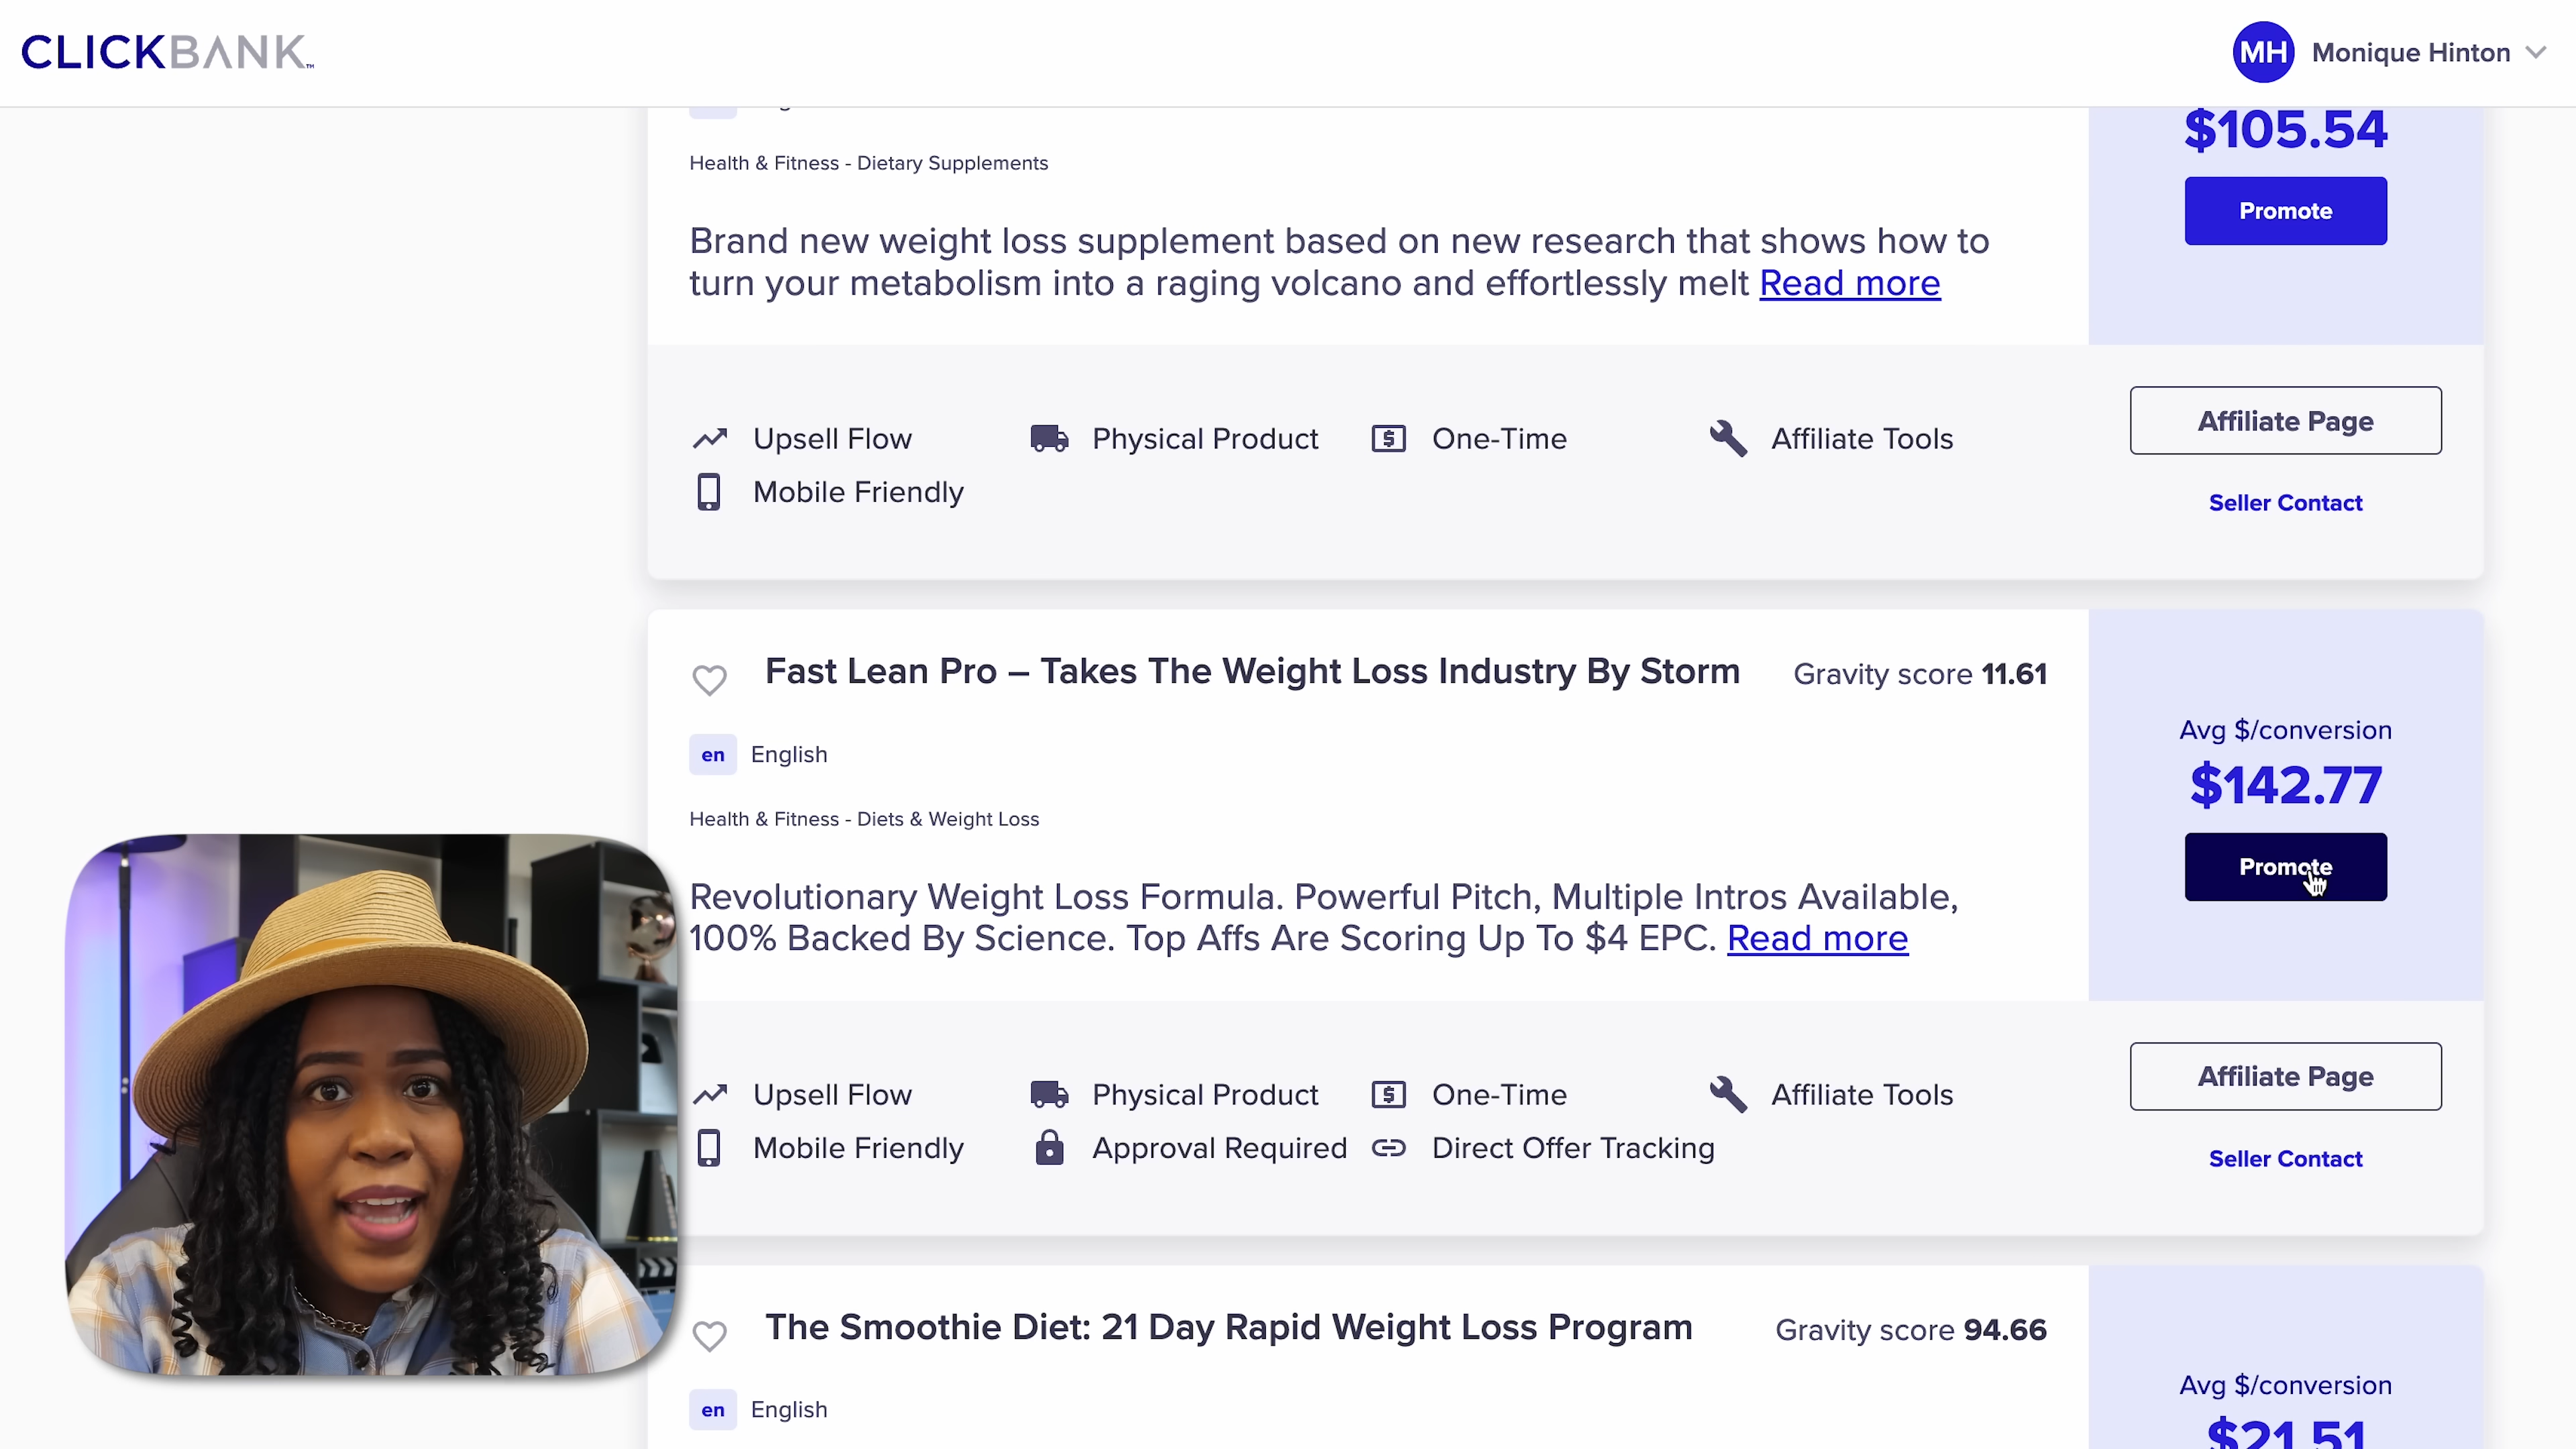 CLICKBANK™
MH Monique Hinton
$105.54
Health & Fitness - Dietary Supplements
Promote
Brand new weight loss supplement based on new research that shows how to
turn your metabolism into a raging volcano and effortlessly melt Read more
Upsell Flow Physical Product One-Time Affiliate Tools
Mobile Friendly
Affiliate Page
Seller Contact
Fast Lean Pro – Takes The Weight Loss Industry By Storm Gravity score 11.61
en English
Avg $/conversion
$142.77
Health & Fitness - Diets & Weight Loss
Promote
Revolutionary Weight Loss Formula. Powerful Pitch, Multiple Intros Available,
100% Backed By Science. Top Affs Are Scoring Up To $4 EPC. Read more
Upsell Flow Physical Product One-Time Affiliate Tools
Mobile Friendly Approval Required Direct Offer Tracking
Affiliate Page
Seller Contact
The Smoothie Diet: 21 Day Rapid Weight Loss Program Gravity score 94.66
en English
Avg $/conversion
$21.51